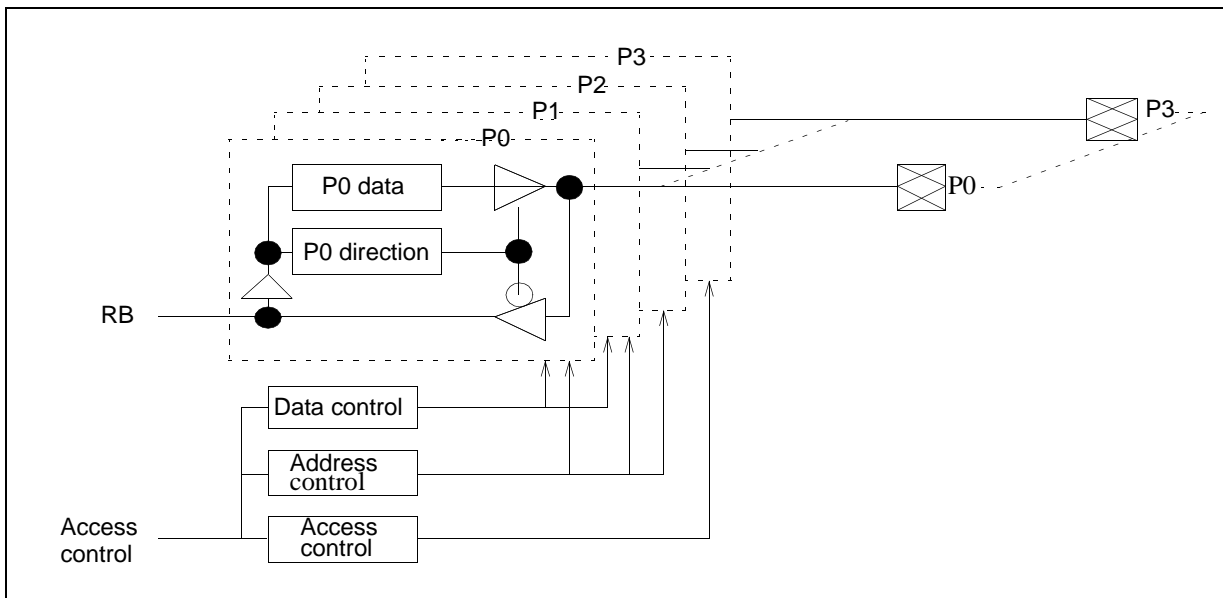 P3
P2
P1
P0
P3
P0 data
P0
P0 direction
RB
Data control
Address
control
Access
control
Access
control